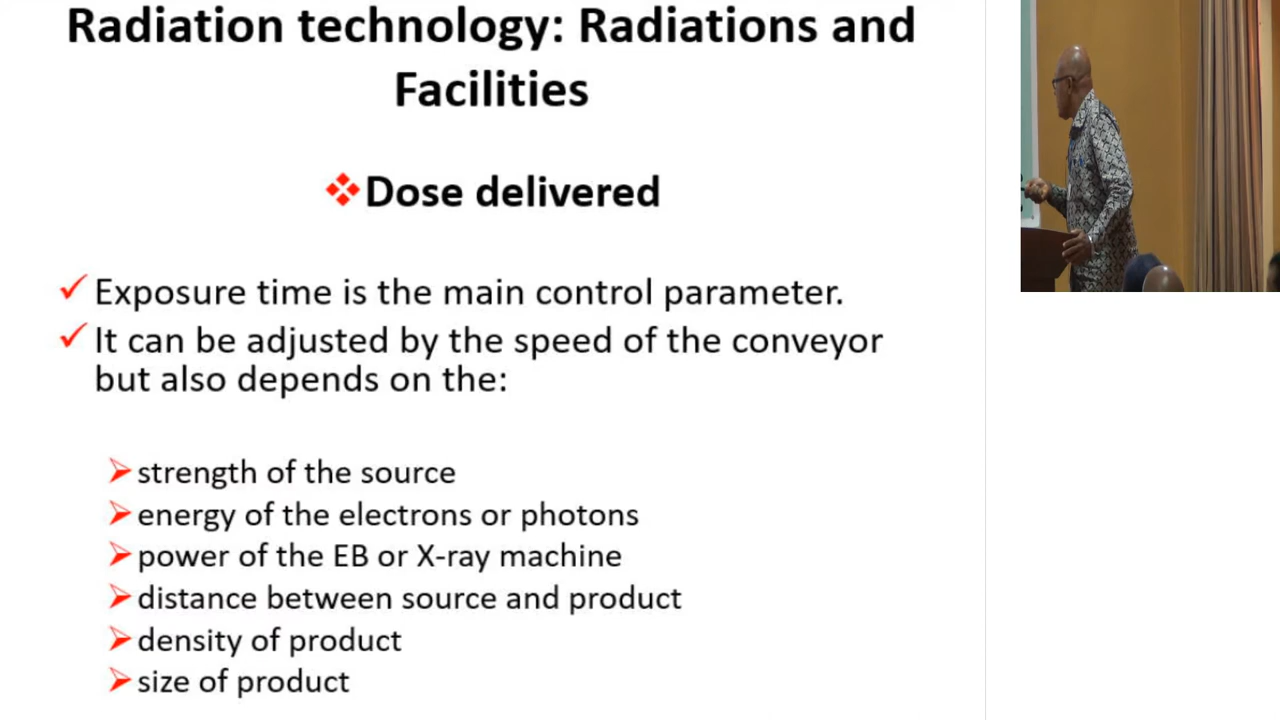 Radiation technology: Radiations and
Facilities
Dose delivered
Exposure time is the main control parameter.
It can be adjusted by the speed of the conveyor
but also depends on the:
strength of the source
energy of the electrons or photons
power of the EB or X-ray machine
distance between source and product
density of product
size of product